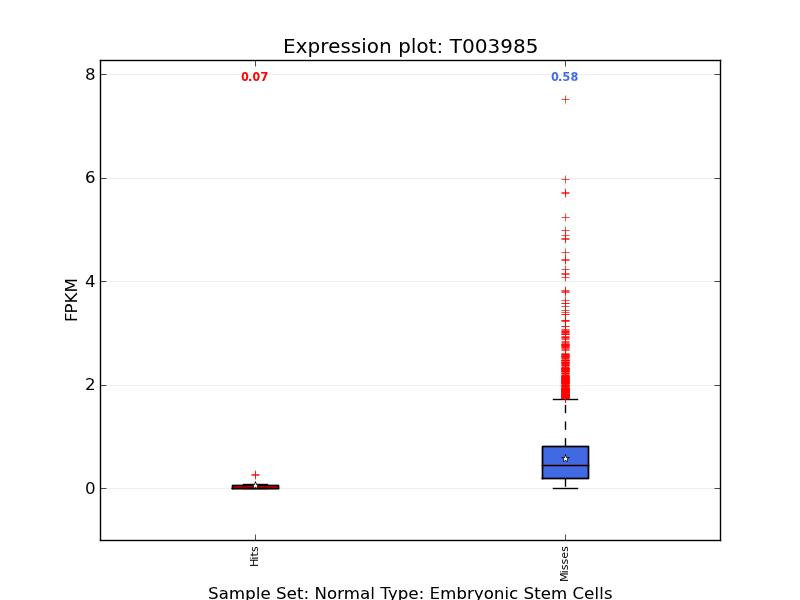 Expression plot: T003985
0.07
0.58
8
6
4
2
0
FPKM
Hits
Misses
Sample Set: Normal Type: Embryonic Stem Cells